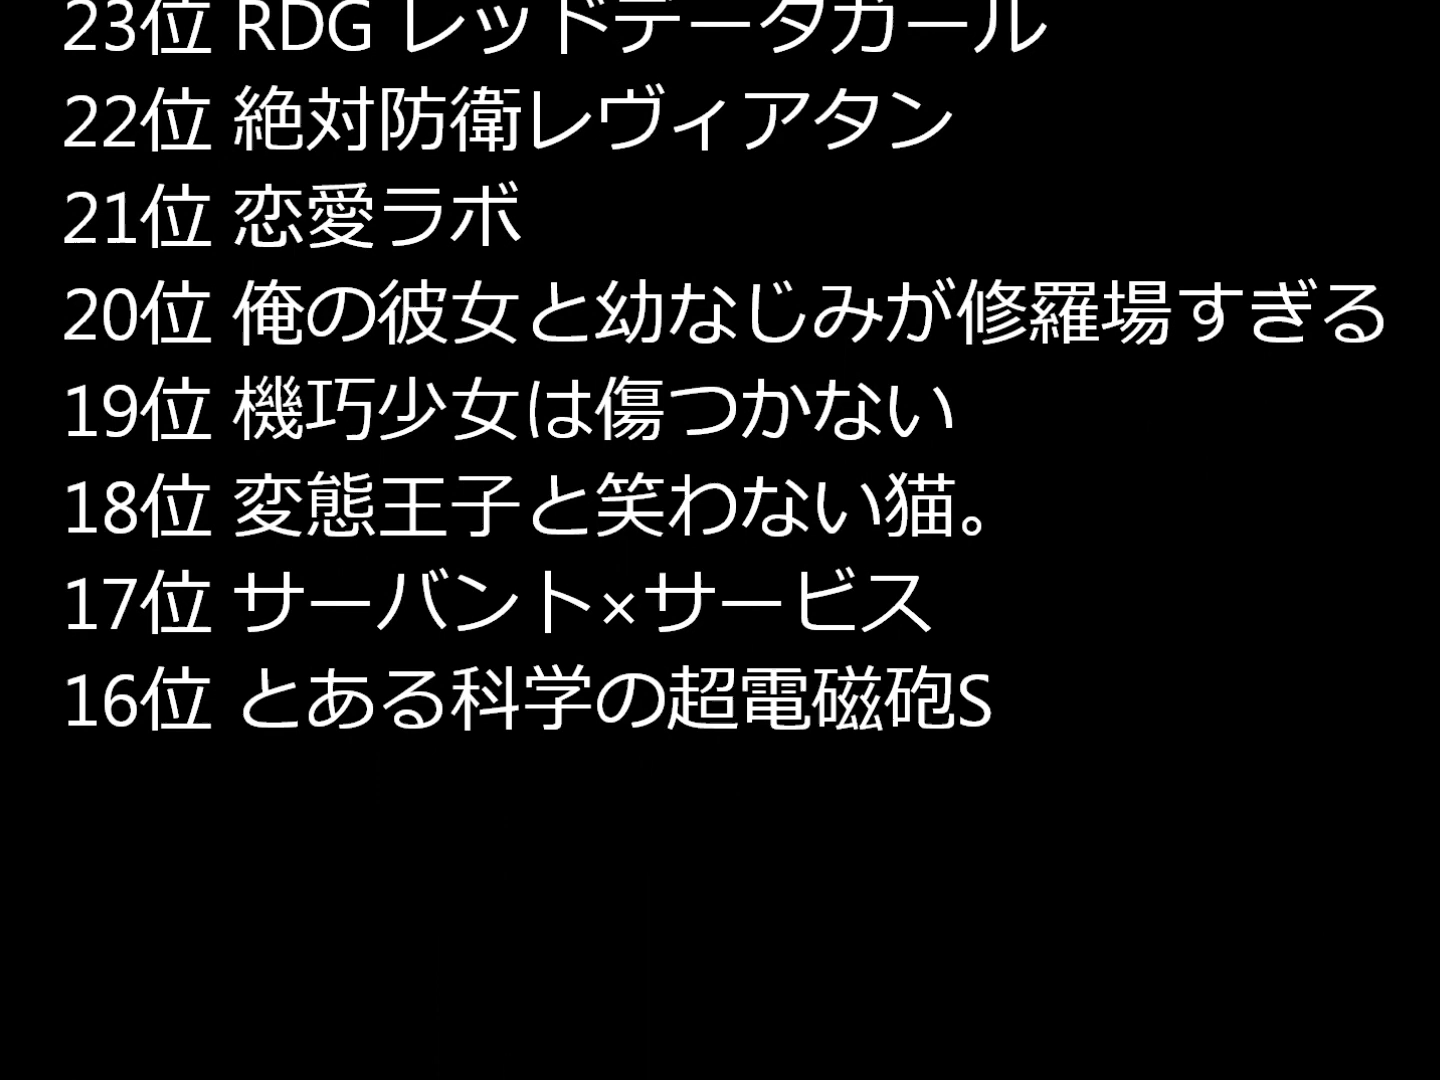 23位 RDG レッドデータガール
22位 絶対防衛レヴィアタン
21位 恋愛ラボ
20位 俺の彼女と幼なじみが修羅場すぎる
19位 機巧少女は傷つかない
18位 変態王子と笑わない猫。
17位 サーバント×サービス
16位 とある科学の超電磁砲S